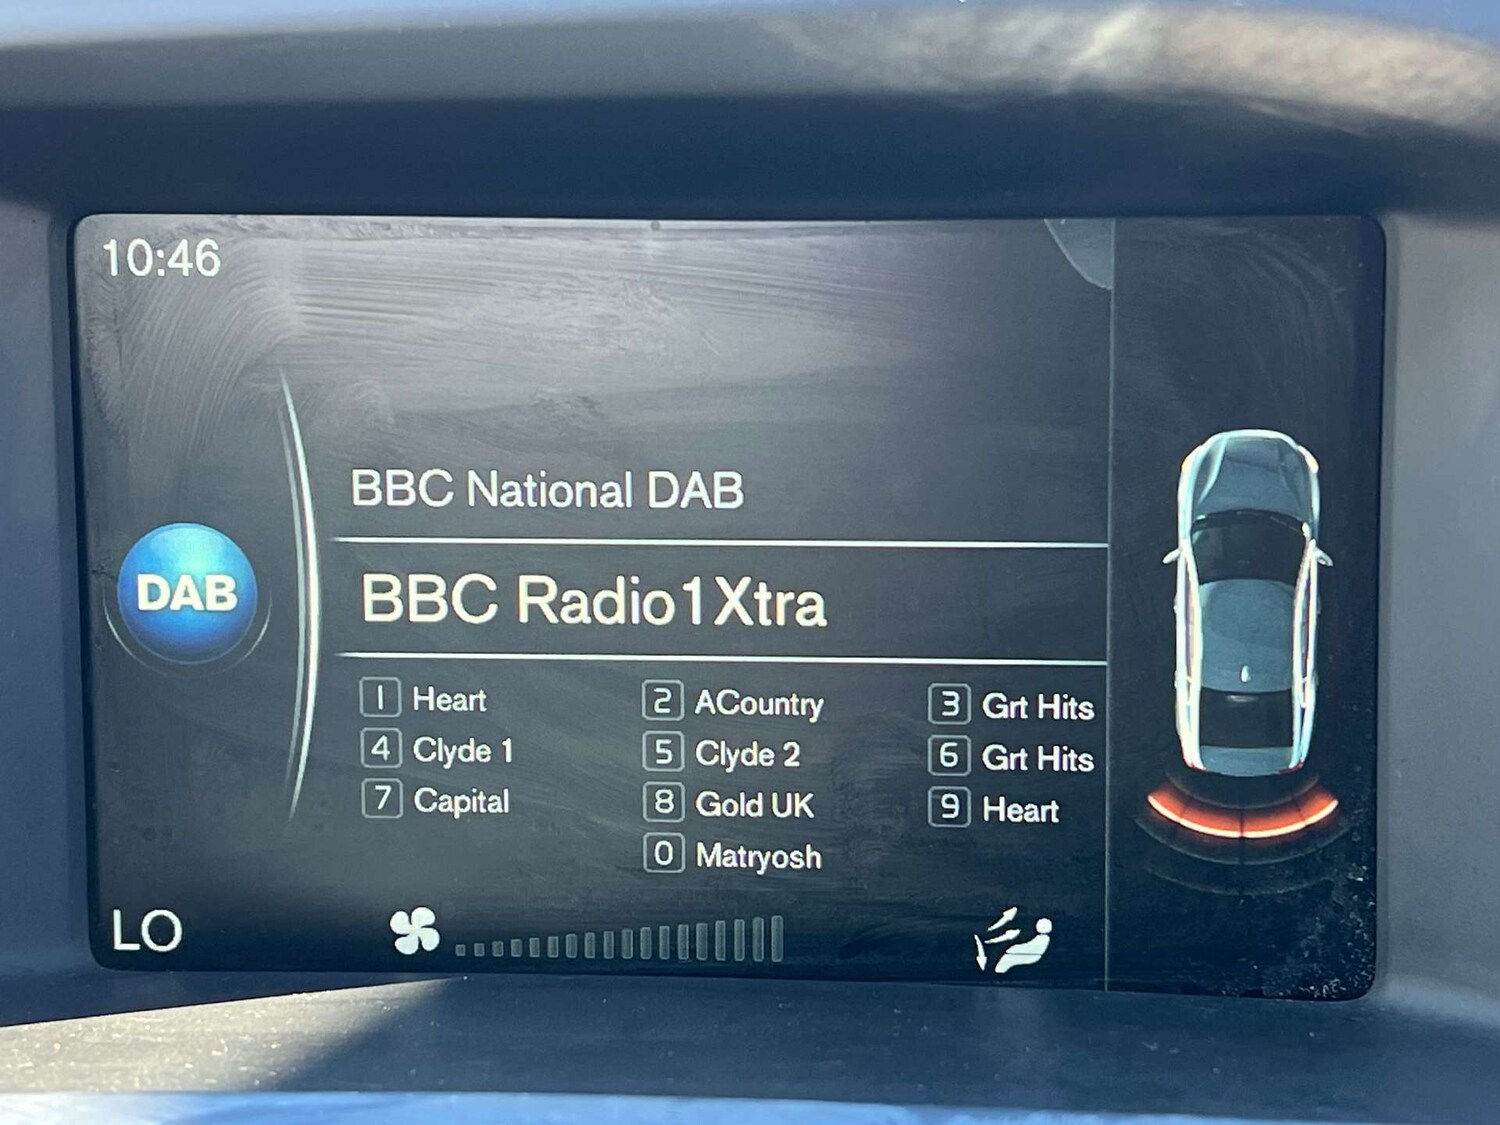 10:46
BBC National DAB
DAB
BBC Radio1Xtra
1 Heart 2 ACountry 3 Grt Hits
4 Clyde 1 5 Clyde 2 6 Grt Hits
7 Capital 8 Gold UK 9 Heart
0 Matryosh
LO